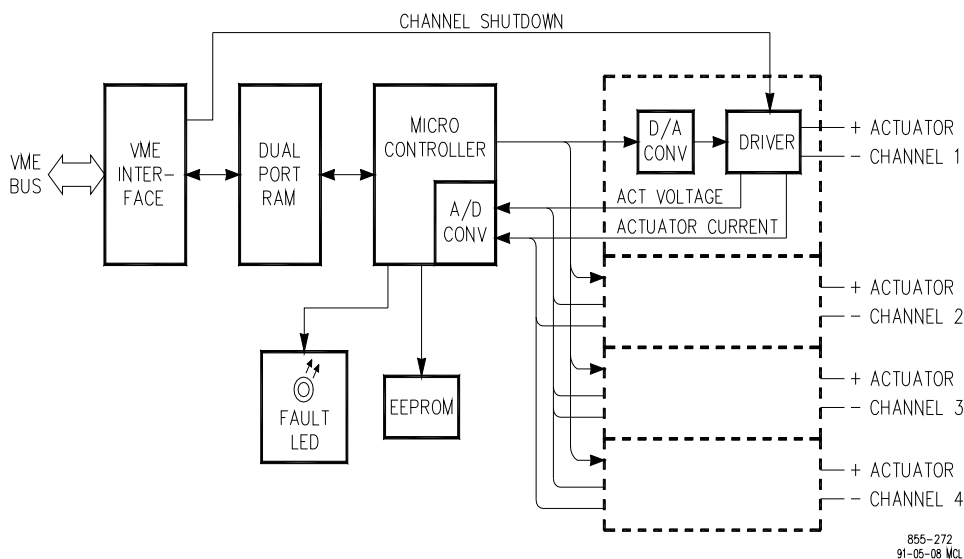 CHANNEL SHUTDOWN
VME
BUS
VME
INTER-
FACE
DUAL
PORT
RAM
MICRO
CONTROLLER
A/D
CONV
D/A
CONV
DRIVER
+ ACTUATOR
- CHANNEL 1
ACT VOLTAGE
ACTUATOR CURRENT
+ ACTUATOR
- CHANNEL 2
FAULT
LED
EEPROM
+ ACTUATOR
- CHANNEL 3
+ ACTUATOR
- CHANNEL 4
855-272
91-05-08 MCL